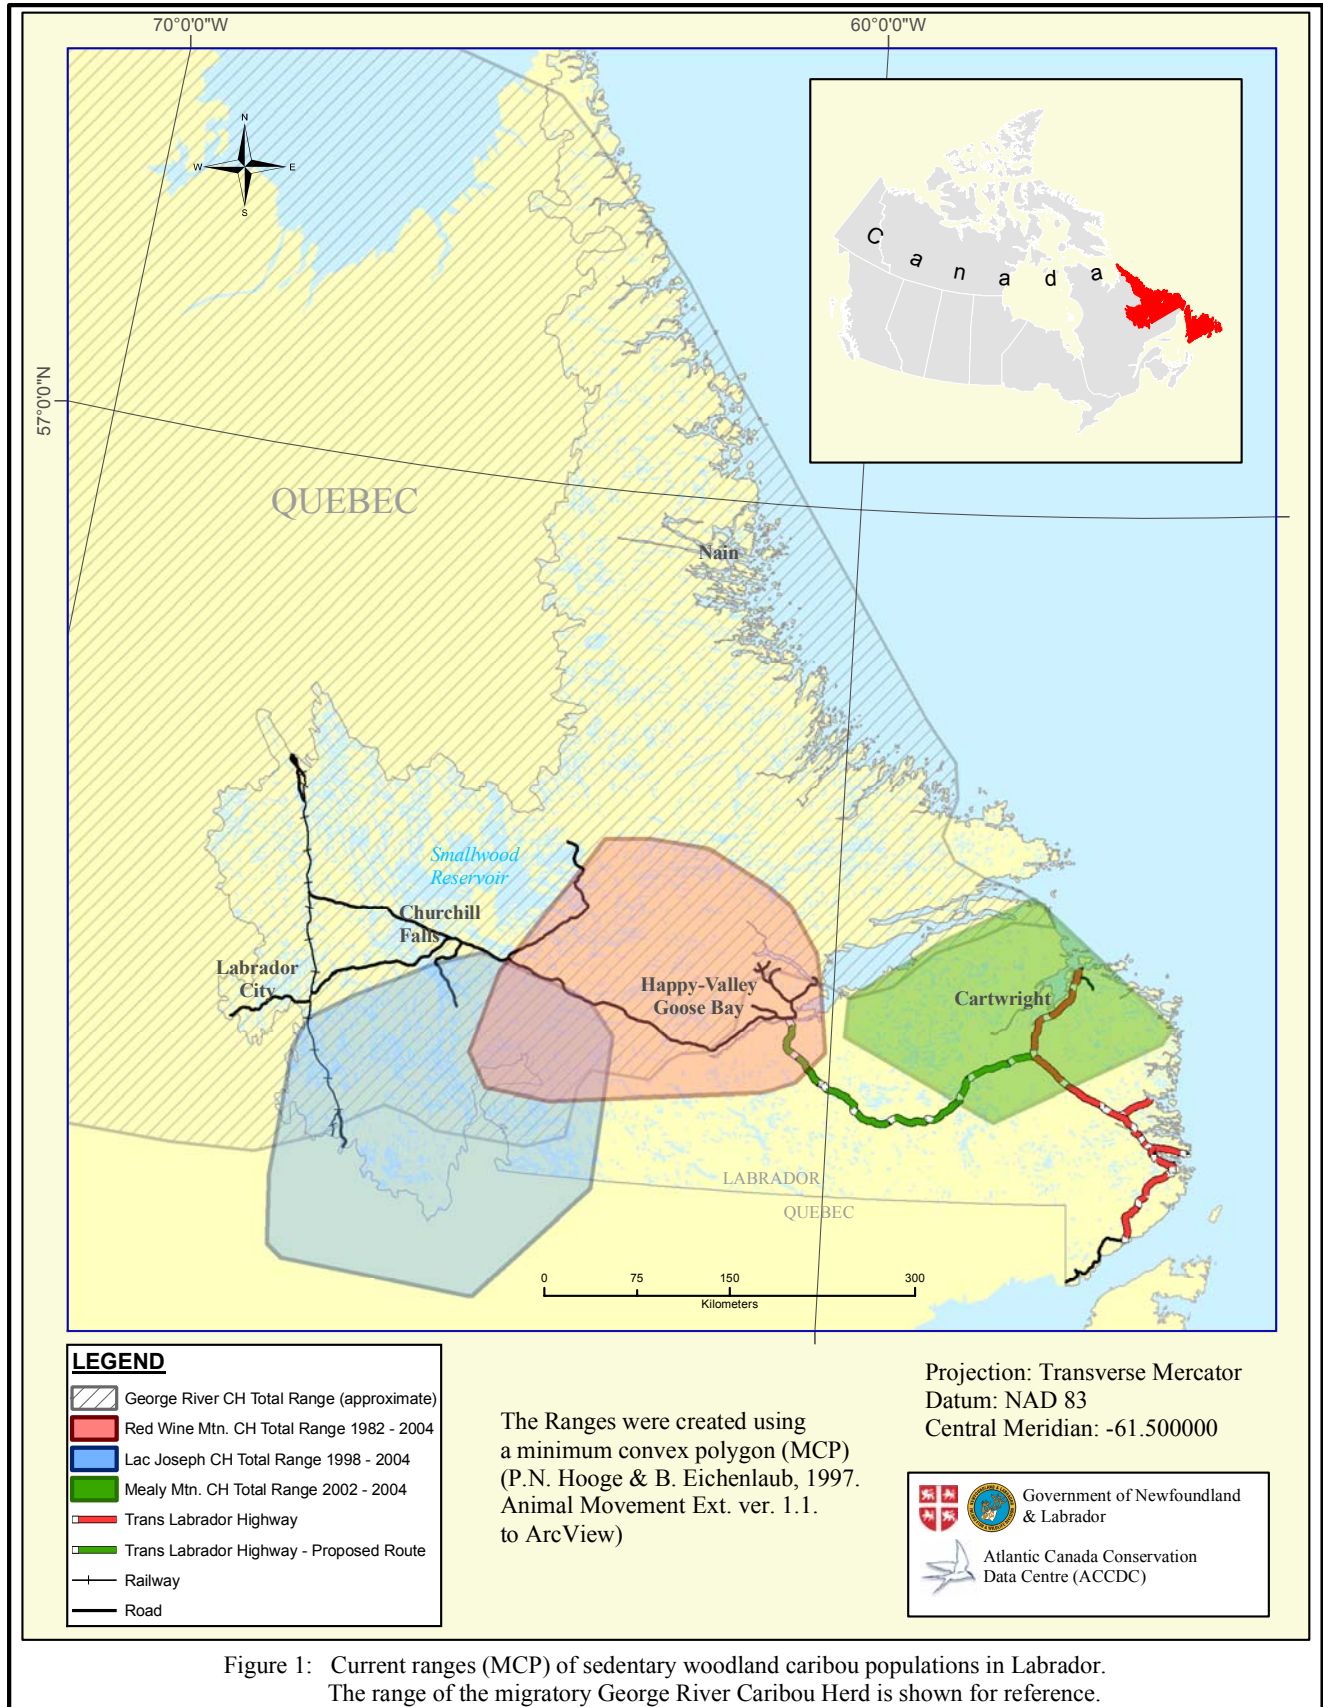 70°0'0"W
60°0'0"W
N
W
E
S
Canada
57°0'0"N
QUEBEC
Nain
Smallwood
Reservoir
Churchill
Falls
Labrador
City
Happy-Valley
Goose Bay
Cartwright
LABRADOR
QUEBEC
0 75 150 300
Kilometers
LEGEND
George River CH Total Range (approximate)
Red Wine Mtn. CH Total Range 1982 - 2004
Lac Joseph CH Total Range 1998 - 2004
Mealy Mtn. CH Total Range 2002 - 2004
Trans Labrador Highway
Trans Labrador Highway - Proposed Route
Railway
Road
The Ranges were created using
a minimum convex polygon (MCP)
(P.N. Hooge & B. Eichenlaub, 1997.
Animal Movement Ext. ver. 1.1.
to ArcView)
Projection: Transverse Mercator
Datum: NAD 83
Central Meridian: -61.500000
Government of Newfoundland
& Labrador
Atlantic Canada Conservation
Data Centre (ACCDC)
Figure 1: Current ranges (MCP) of sedentary woodland caribou populations in Labrador.
The range of the migratory George River Caribou Herd is shown for reference.